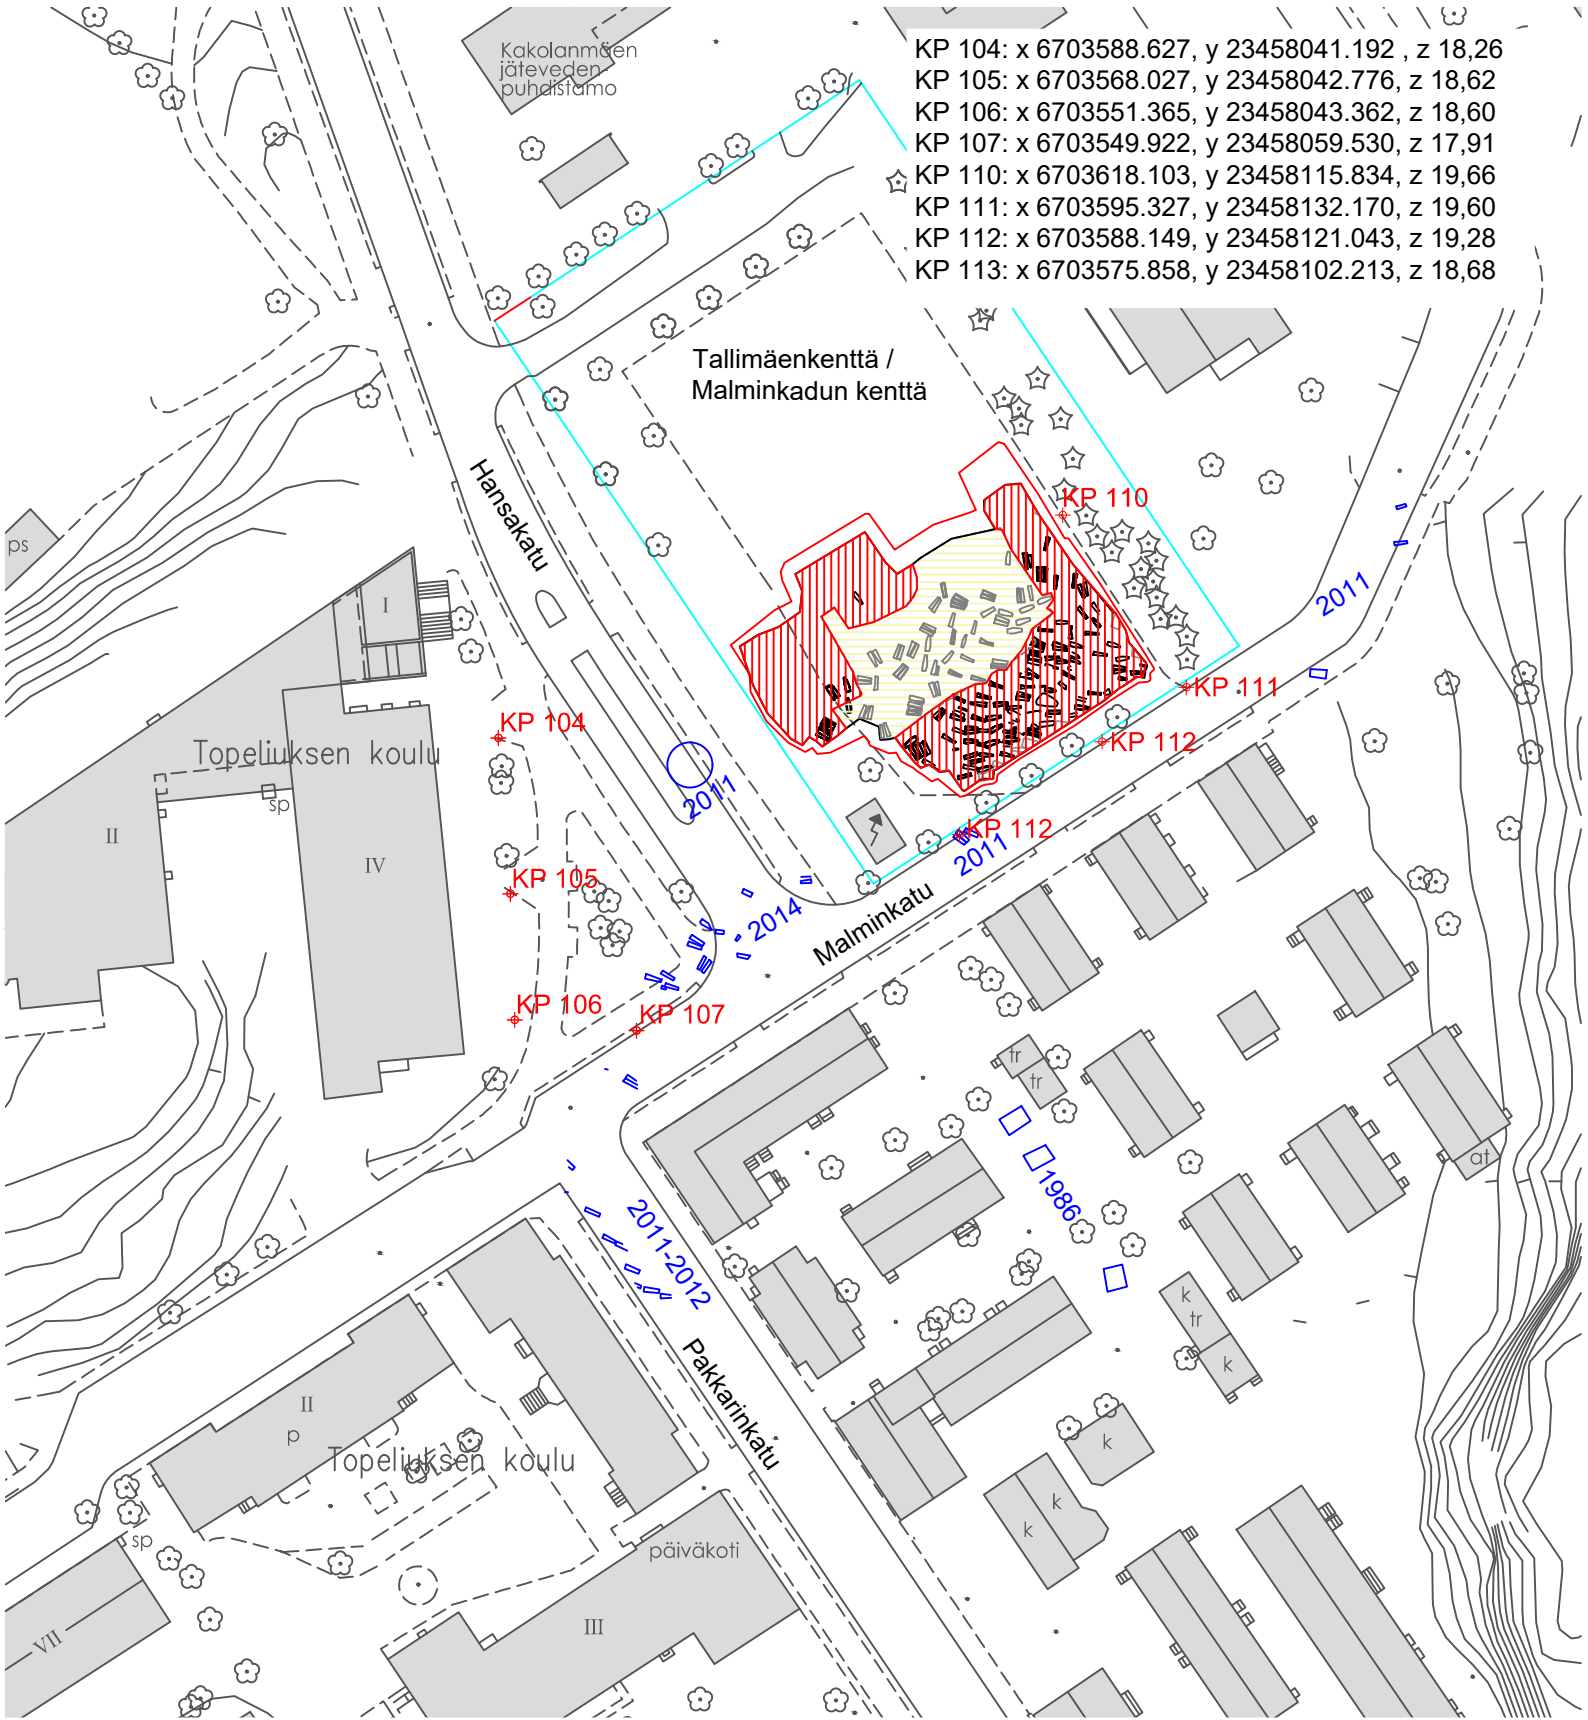 KP 104: x 6703588.627, y 23458041.192 , z 18,26
KP 105: x 6703568.027, y 23458042.776, z 18,62
KP 106: x 6703551.365, y 23458043.362, z 18,60
KP 107: x 6703549.922, y 23458059.530, z 17,91
KP 110: x 6703618.103, y 23458115.834, z 19,66
KP 111: x 6703595.327, y 23458132.170, z 19,60
KP 112: x 6703588.149, y 23458121.043, z 19,28
KP 113: x 6703575.858, y 23458102.213, z 18,68
Kakolanmäen
jäteveden-
puhdistamo
Tallimäenkenttä /
Malminkadun kenttä
Hansakatu
KP 110
ps
I
2011
KP 111
KP 104
KP 112
Topeliuksen koulu
sp
2011
II
IV
KP 112
2011
KP 105
2014
Malminkatu
KP 106
KP 107
tr
tr
1986
at
2011-2012
k
tr
k
Pakkarinkatu
II
p
Topeliuksen koulu
k
k
k
sp
päiväkoti
III
VII